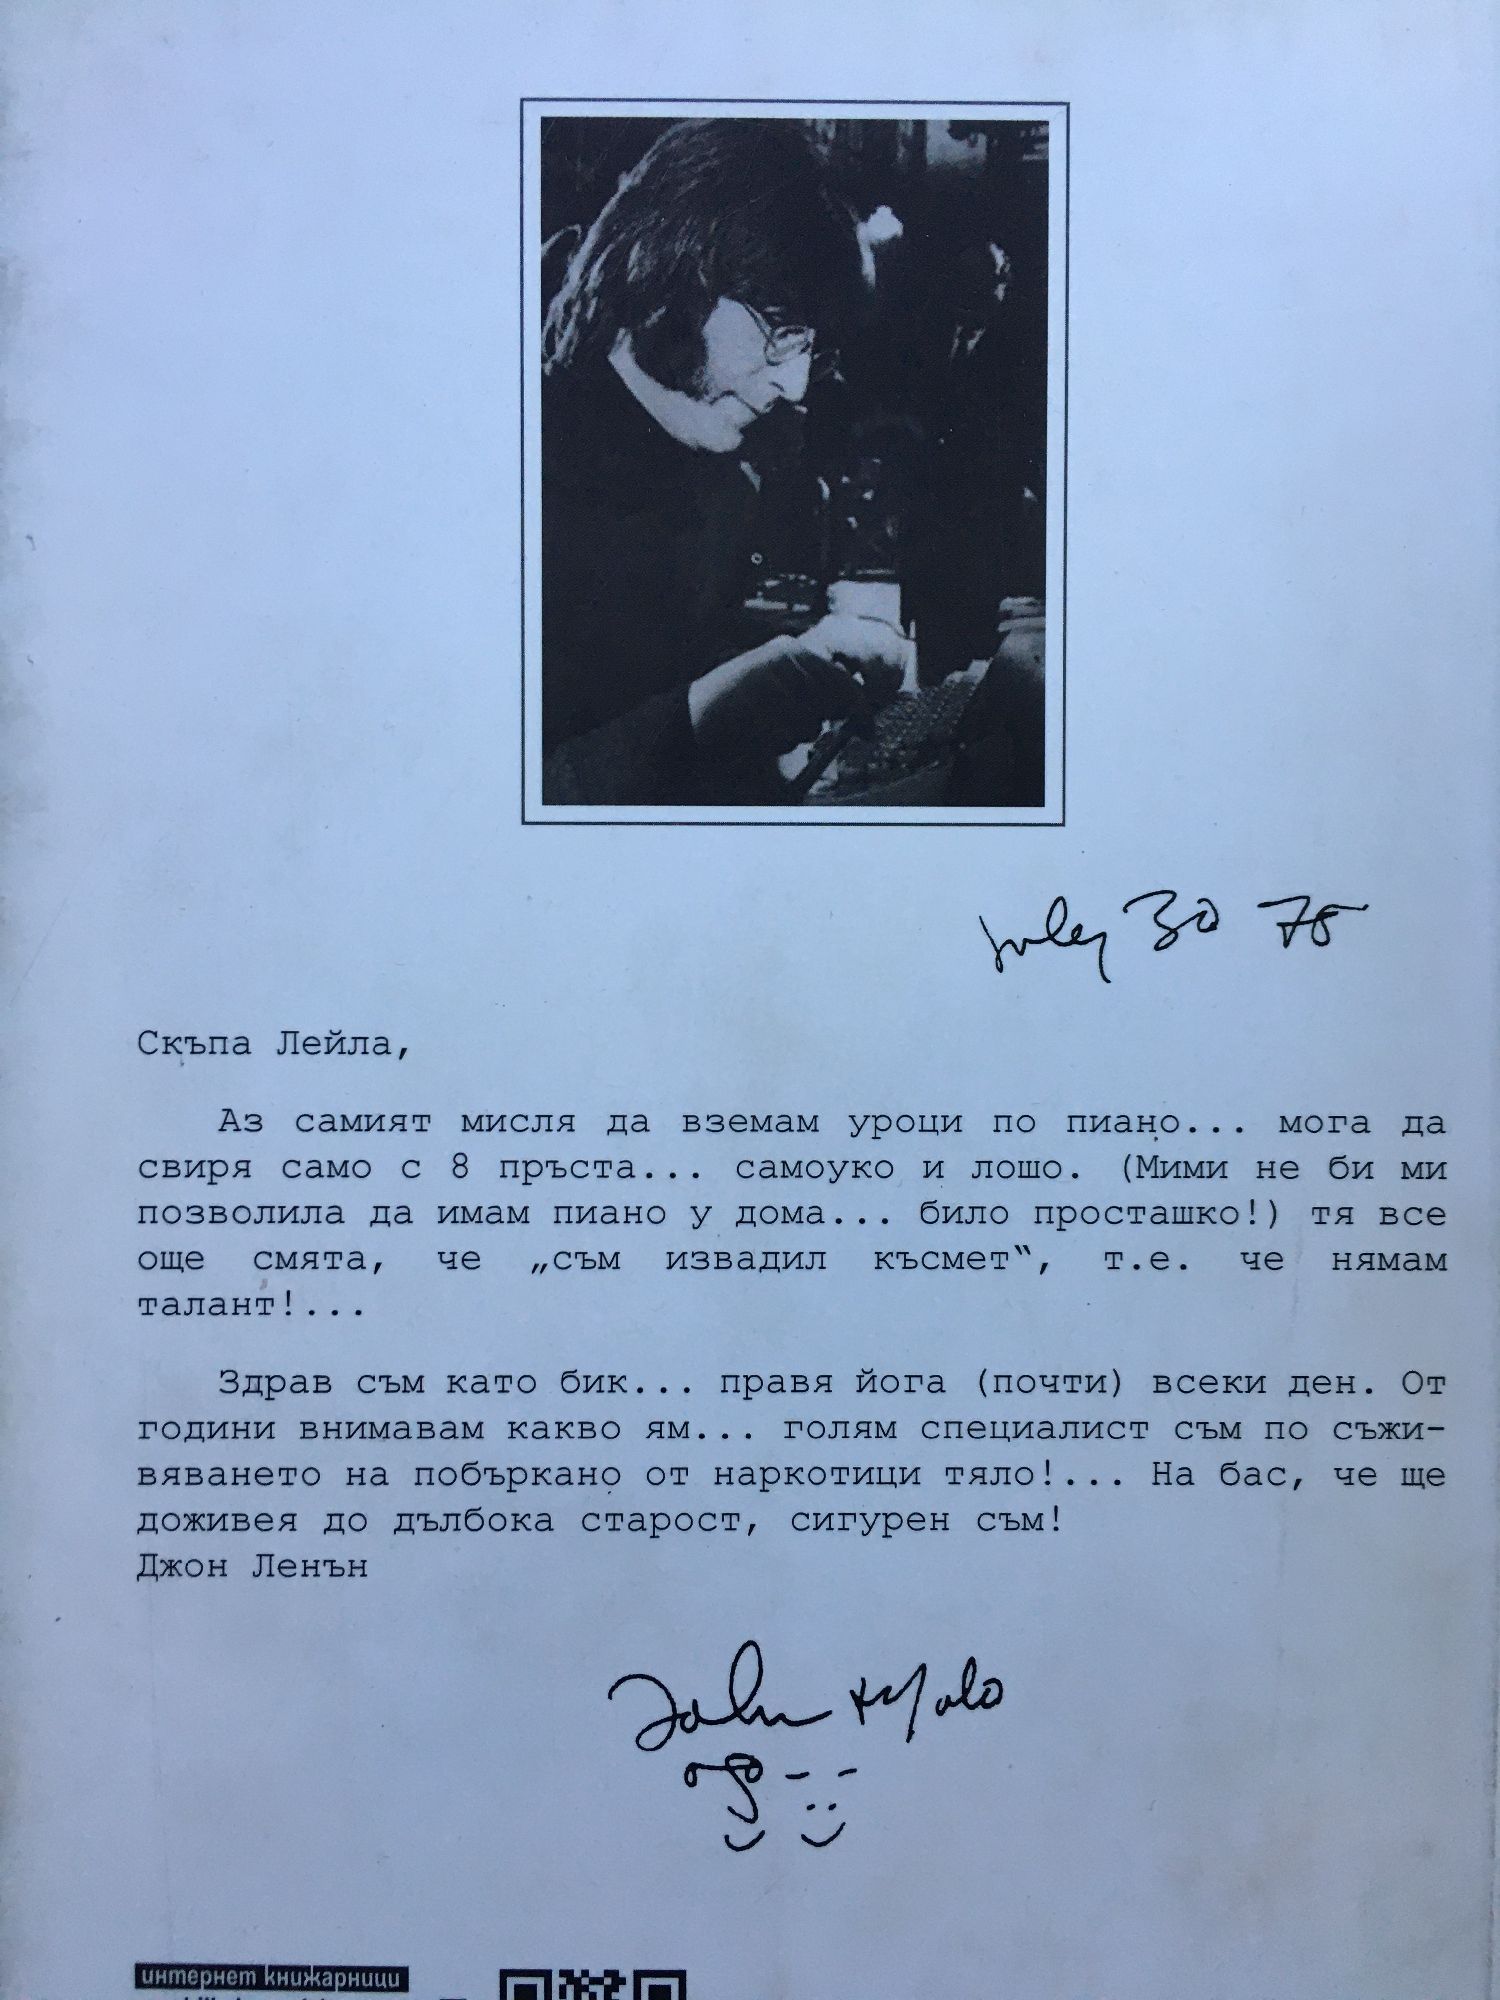 july 30 75
Скъпа Лейла,
Аз самият мисля да вземам уроци по пиано... мога да
свиря само с 8 пръста... самоуко и лошо. (Мими не би ми
позволила да имам пиано у дома... било просташко!) тя все
още смята, че „съм извадил късмет“, т.е. че нямам
талант!...
Здрав съм като бик... правя йога (почти) всеки ден. От
години внимавам какво ям... голям специалист съм по съжи-
вяването на побъркано от наркотици тяло!... На бас, че ще
доживея до дълбока старост, сигурен съм!
Джон Ленън
John
интернет книжарници